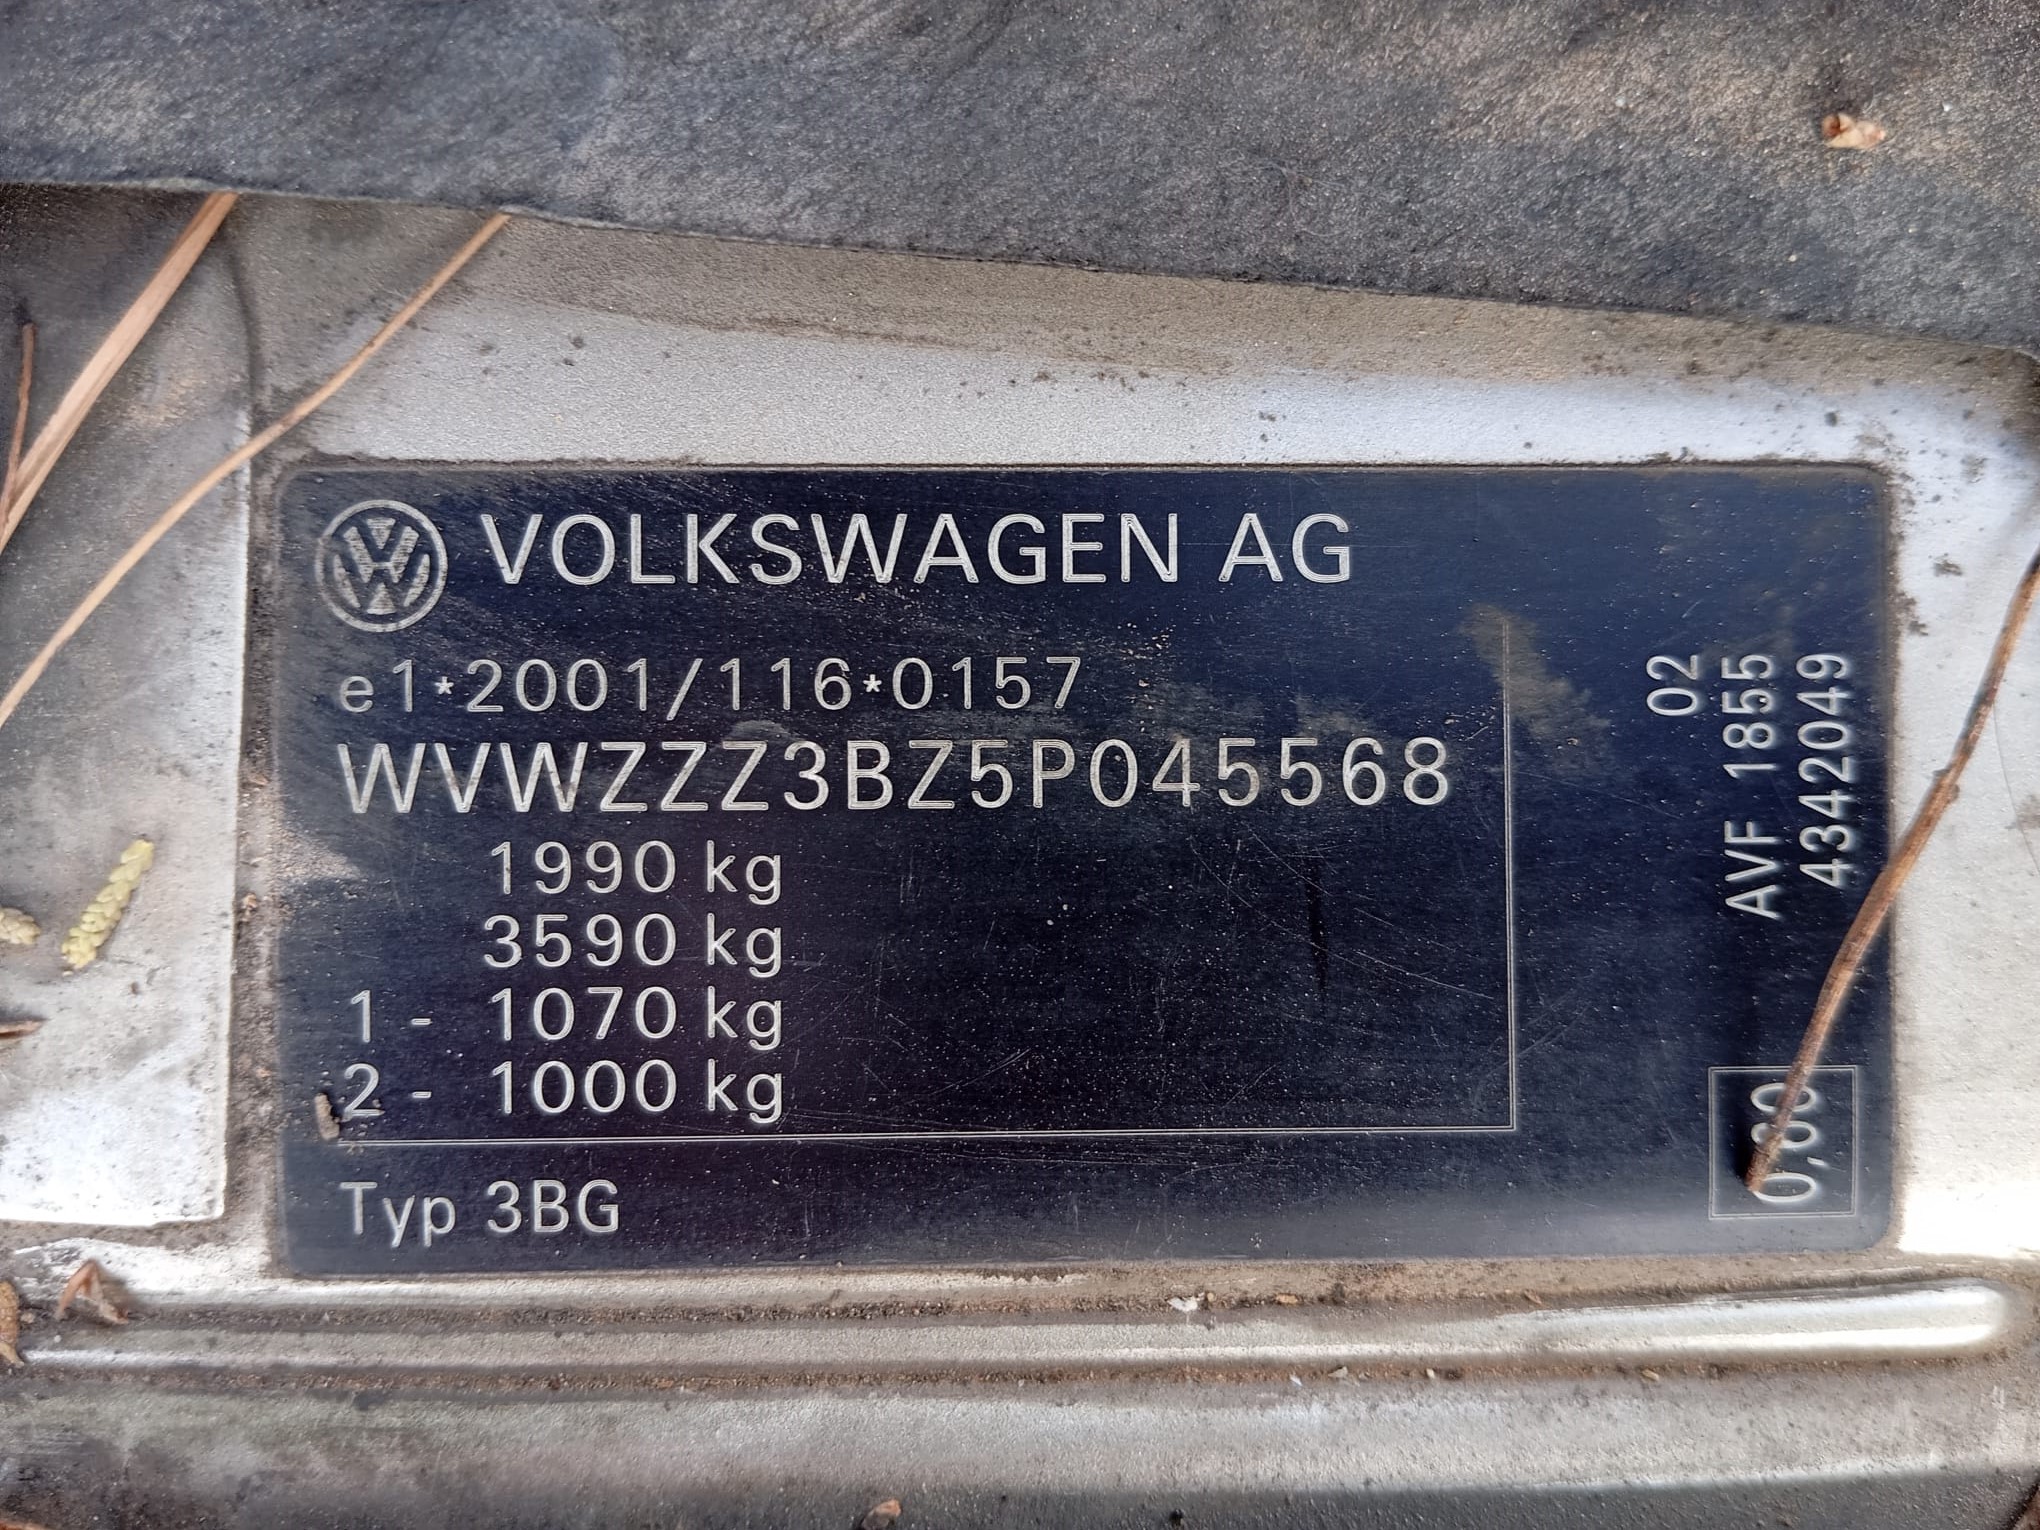 VOLKSWAGEN AG
e1*2001/116*0157
WVWZZZ3BZ5P045568
1990 kg
3590 kg
1 - 1070 kg
2 - 1000 kg
Typ 3BG
02
AVF 1855
4342049